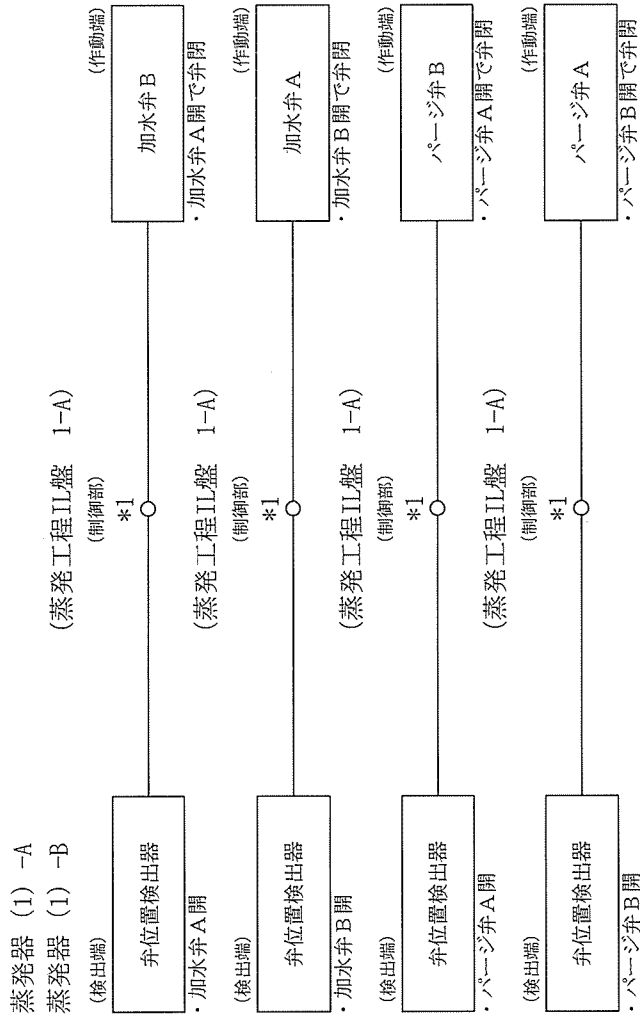 蒸発器 (1) -A
蒸発器 (1) -B
(検出端)
(蒸発工程IL盤 1-A)
(制御部)
(作動端)
弁位置検出器
*1
加水弁B
・加水弁A開
・加水弁A開で弁閉
(検出端)
(蒸発工程IL盤 1-A)
(制御部)
(作動端)
弁位置検出器
*1
加水弁A
・加水弁B開
・加水弁B開で弁閉
(検出端)
(蒸発工程IL盤 1-A)
(制御部)
(作動端)
弁位置検出器
*1
パージ弁B
・パージ弁A開
・パージ弁A開で弁閉
(検出端)
(蒸発工程IL盤 1-A)
(制御部)
(作動端)
弁位置検出器
*1
パージ弁A
・パージ弁B開
・パージ弁B開で弁閉